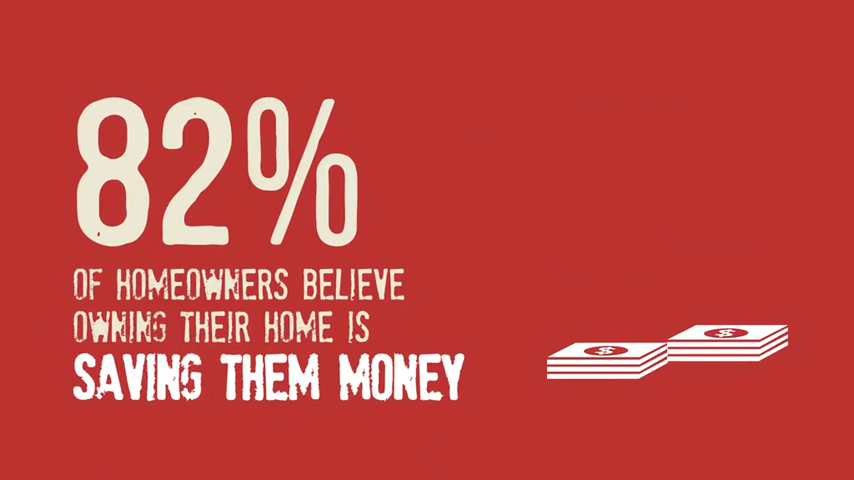 82%
OF HOMEOWNERS BELIEVE
OWNING THEIR HOME IS
SAVING THEM MONEY
$ $